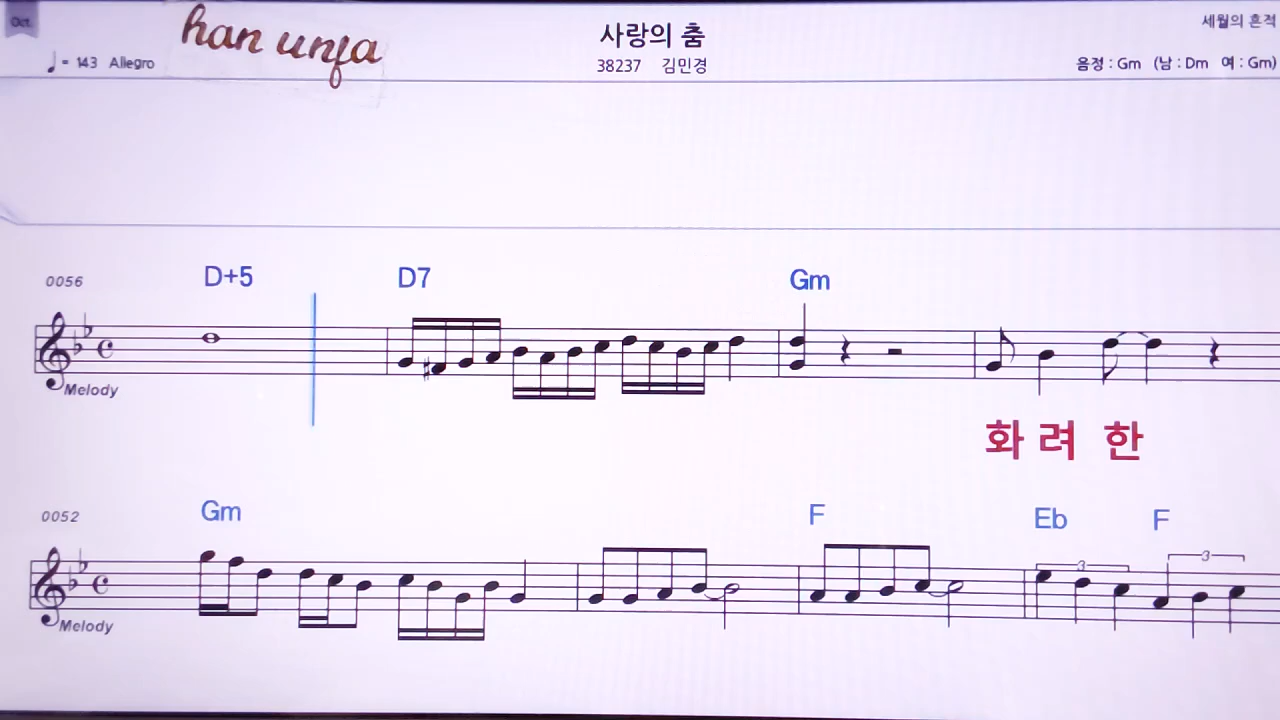 Oct.
han unja
사랑의 춤
세월의 흔적
♩= 143 Allegro
38237 김민경
음정 : Gm (남 : Dm 여 : Gm)
0056
D+5 D7 Gm
Melody
화 려 한
0052
Gm F Eb F
3 3
Melody